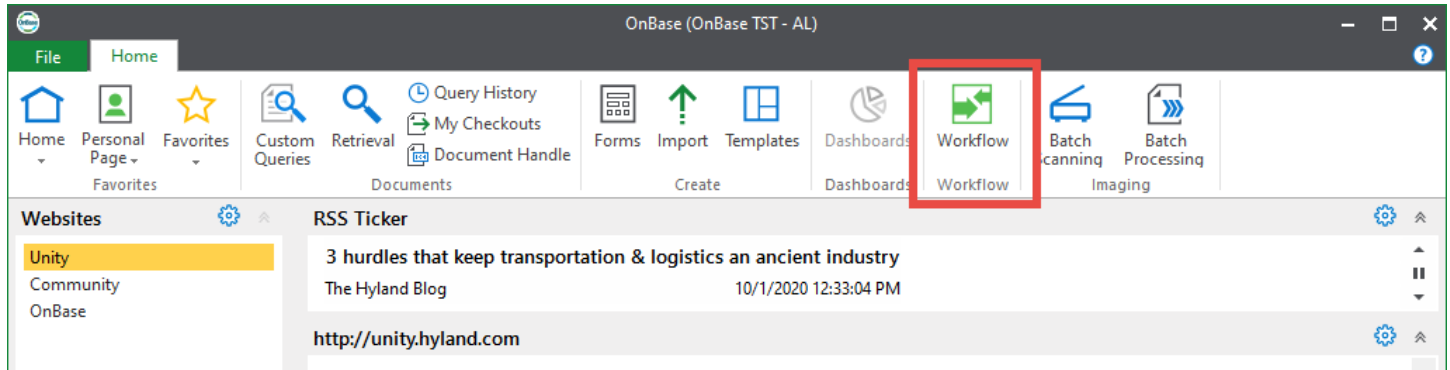 OnBase (OnBase TST - AL)
File
Home
Home
Personal
Page
Favorites
Favorites
Custom
Queries
Retrieval
Query History
My Checkouts
Document Handle
Documents
Forms
Import
Templates
Create
Dashboards
Dashboards
Workflow
Workflow
Batch
Scanning
Batch
Processing
Imaging
Websites
Unity
Community
OnBase
RSS Ticker
3 hurdles that keep transportation & logistics an ancient industry
The Hyland Blog 10/1/2020 12:33:04 PM
http://unity.hyland.com